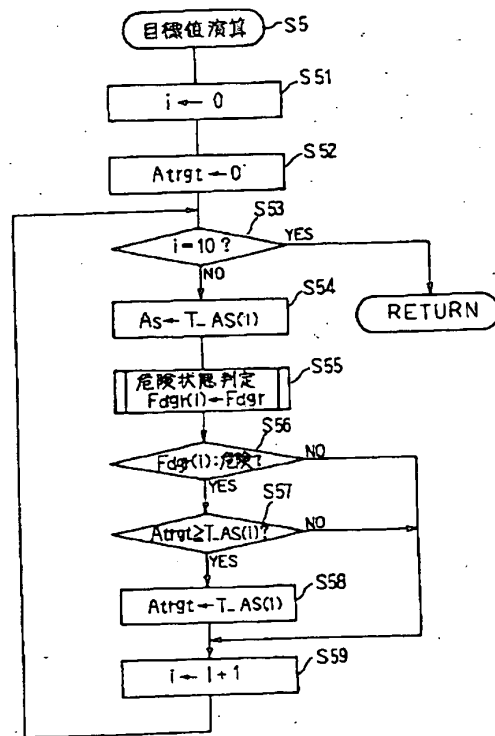 目標値演算
S5
i ← 0
S51
Atrgt ← 0
S52
S53
i = 10 ?
YES
NO
S54
As ← T_AS(i)
RETURN
S55
危険状態判定
Fdgr(i) ← Fdgr
S56
Fdgr(i):危険?
NO
YES
S57
Atrgt ≥ T_AS(i)?
NO
YES
S58
Atrgt ← T_AS(i)
S59
i ← i + 1